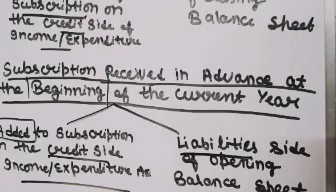 Subscription on
the credit side of
Income/Expenditure
Balance Sheet
Subscription Received in Advance at
the Beginning of the Current Year
Added to Subscription
n the credit Side
Income/Expenditure A/c
Liabilities side
of opening
Balance Sheet